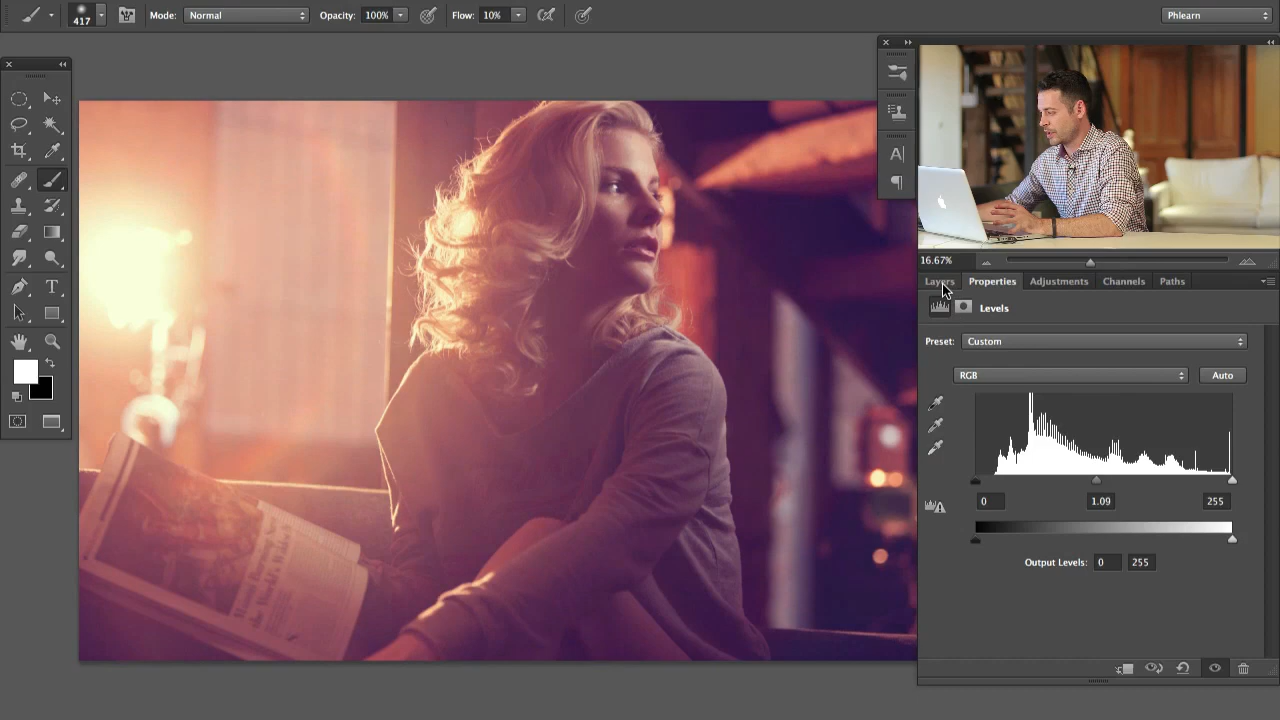 417 Mode: Normal Opacity: 100% Flow: 10% Phlearn
16.67%
Layers Properties Adjustments Channels Paths
Levels
Preset: Custom
RGB Auto
0 1.09 255
Output Levels: 0 255